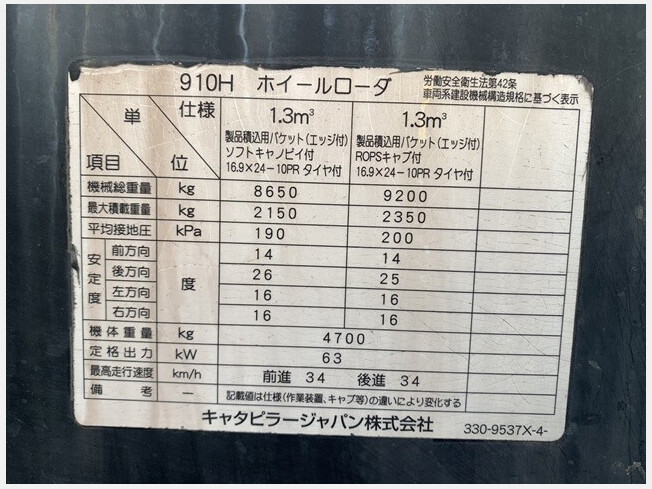 910H ホイールローダ
労働安全衛生法第42条
車両系建設機械構造規格に基づく表示
単 仕様 1.3m³ 1.3m³
製品積込用バケット(エッジ付) 製品積込用バケット(エッジ付)
ソフトキャノピイ付 ROPSキャブ付
項目 位 16.9×24-10PR タイヤ付 16.9×24-10PR タイヤ付
機械総重量 kg 8650 9200
最大積載重量 kg 2150 2350
平均接地圧 kPa 190 200
安定度 前方向 度 14 14
後方向 26 25
左方向 16 16
右方向 16 16
機体重量 kg 4700
定格出力 kW 63
最高走行速度 km/h 前進 34 後進 34
備考 — 記載値は仕様(作業装置、キャブ等)の違いにより変化する
キャタピラージャパン株式会社 330-9537X-4-